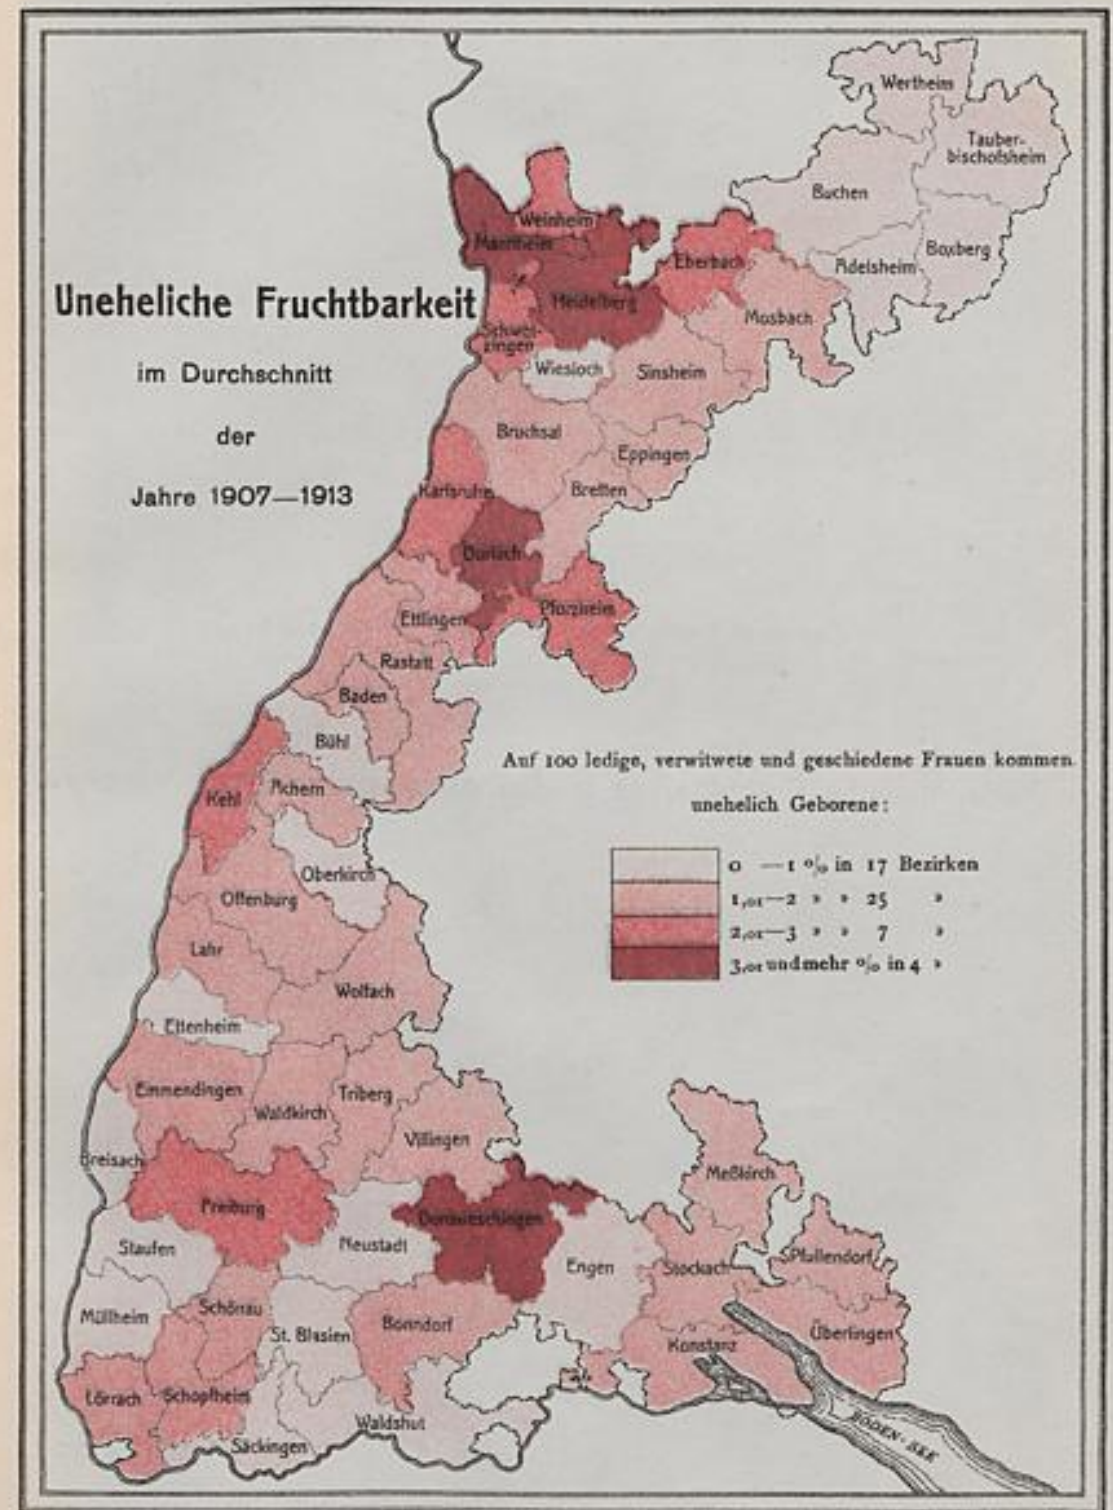 Wertheim
Tauber-
bischofsheim
Buchen
Boxberg
Adelsheim
Weinheim
Mannheim
Eberbach
Heidelberg
Mosbach
Uneheliche Fruchtbarkeit
im Durchschnitt
der
Jahre 1907—1913
Schwet-
zingen
Wiesloch
Sinsheim
Bruchsal
Eppingen
Bretten
Karlsruhe
Durlach
Pforzheim
Ettlingen
Rastatt
Baden
Bühl
Auf 100 ledige, verwitwete und geschiedene Frauen kommen
unehelich Geborene:
0 —1 % in 17 Bezirken
1,01—2 » » 25 »
2,01—3 » » 7 »
3,01 und mehr % in 4 »
Kehl
Achern
Oberkirch
Offenburg
Lahr
Wolfach
Ettenheim
Emmendingen
Triberg
Waldkirch
Villingen
Breisach
Meßkirch
Freiburg
Donaueschingen
Neustadt
Staufen
Engen
Stockach
Pfullendorf
Müllheim
Schönau
St. Blasien
Bonndorf
Konstanz
Überlingen
Lörrach
Schopfheim
Waldshut
Säckingen
BODEN-SEE